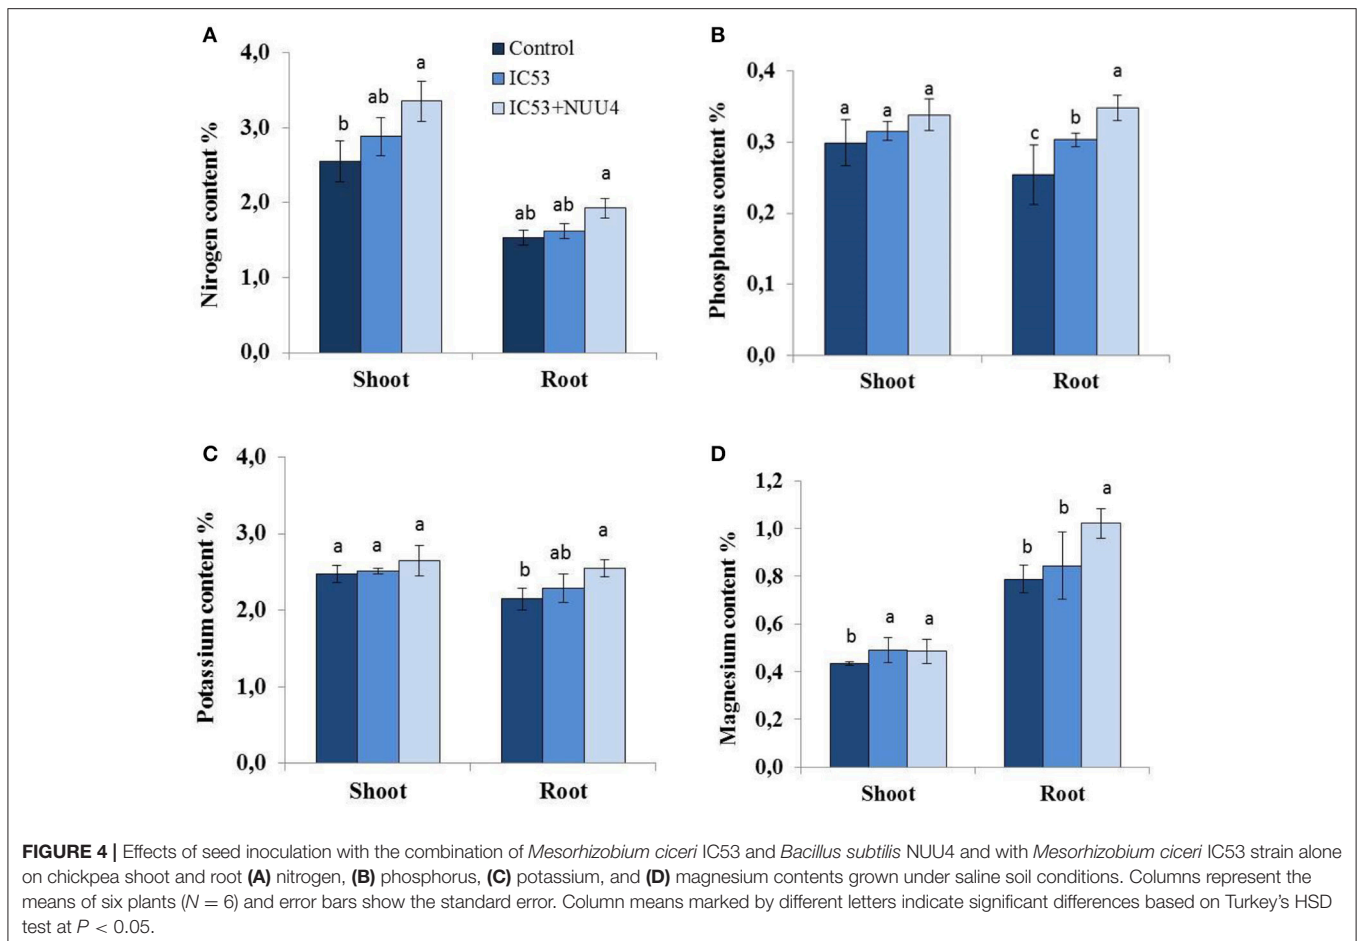 A
4,0
3,0
2,0
1,0
0,0
Nirogen content %
b
ab
a
ab
ab
a
Control
IC53
IC53+NUU4
Shoot
Root
B
0,4
0,3
0,2
0,1
0,0
Phosphorus content %
a
a
a
c
b
a
Shoot
Root
C
4,0
3,0
2,0
1,0
0,0
Potassium content %
a
a
a
b
ab
a
Shoot
Root
D
1,2
1,0
0,8
0,6
0,4
0,2
0,0
Magnesium content %
b
a
a
b
b
a
Shoot
Root
FIGURE 4 | Effects of seed inoculation with the combination of Mesorhizobium ciceri IC53 and Bacillus subtilis NUU4 and with Mesorhizobium ciceri IC53 strain alone
on chickpea shoot and root (A) nitrogen, (B) phosphorus, (C) potassium, and (D) magnesium contents grown under saline soil conditions. Columns represent the
means of six plants (N = 6) and error bars show the standard error. Column means marked by different letters indicate significant differences based on Turkey's HSD
test at P < 0.05.